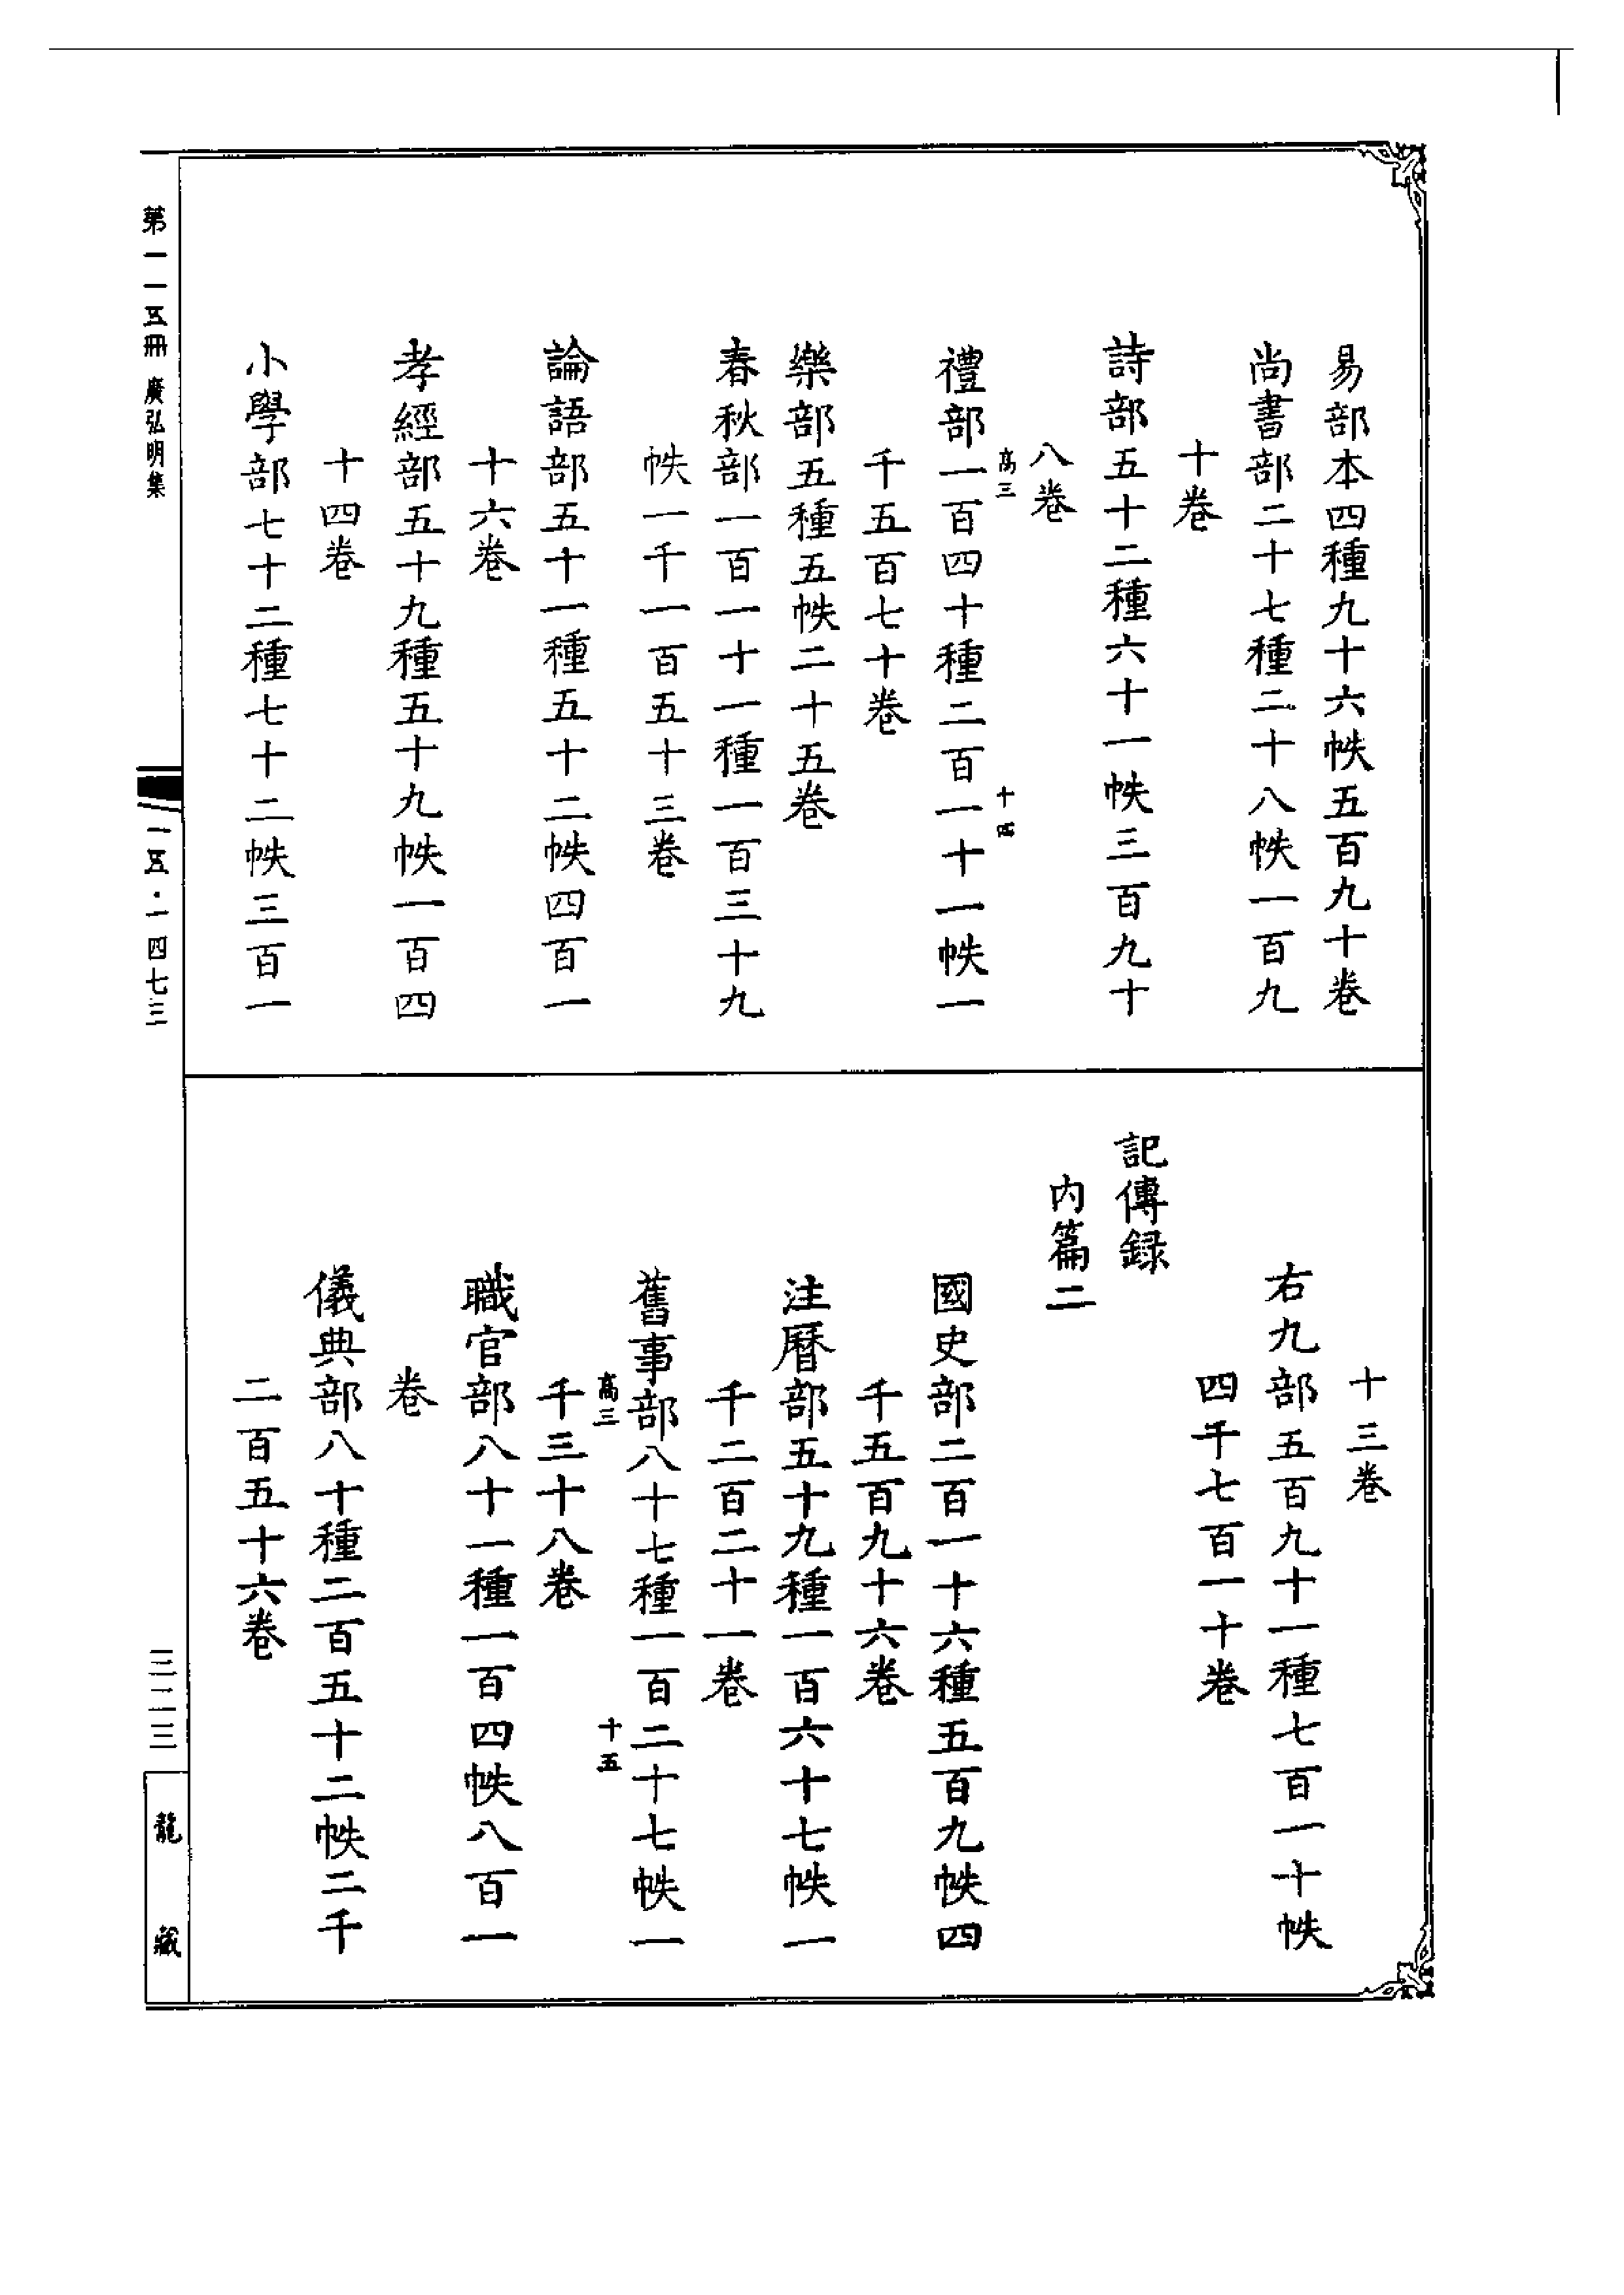 易部本四種九十六帙五百九十卷
尚書部二十七種二十八帙一百九
十卷
詩部五十二種六十一帙三百九十
八卷
高三
十四
禮部一百四十種二百一十一帙一
千五百七十卷
樂部五種五帙二十五卷
春秋部一百一十一種一百三十九
帙一千一百五十三卷
論語部五十一種五十二帙四百一
十六卷
孝經部五十九種五十九帙一百四
十四卷
小學部七十二種七十二帙三百一
十三卷
右九部五百九十一種七百一十帙
四千七百一十卷
記傳録
内篇二
國史部二百一十六種五百九帙四
千五百九十六卷
注曆部五十九種一百六十七帙一
千二百二十一卷
舊事部八十七種一百二十七帙一
高三
十五
千三十八卷
職官部八十一種一百四帙八百一
卷
儀典部八十種二百五十二帙二千
二百五十六卷
第一一五冊 廣弘明集
一一五·一四七三
三二三
龍藏